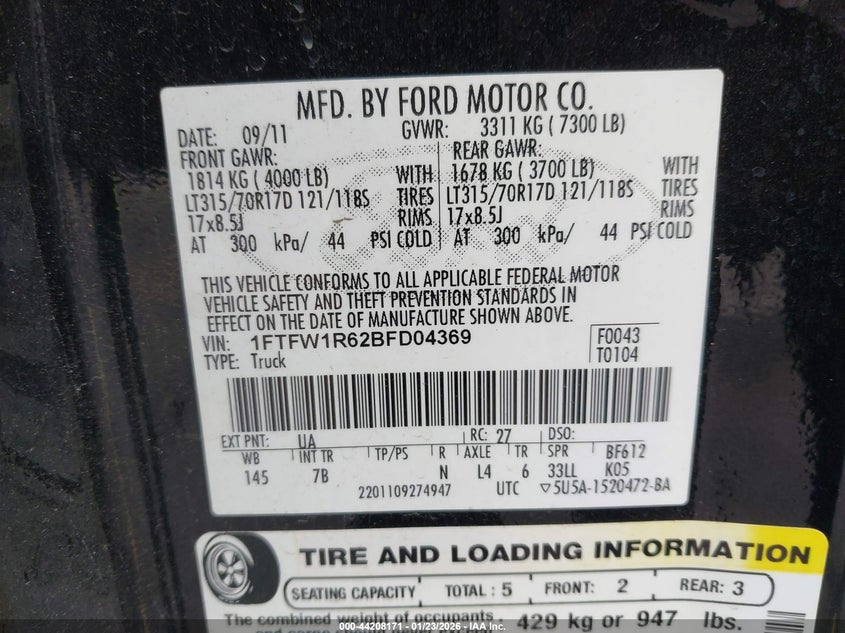 MFD. BY FORD MOTOR CO.
DATE: 09/11 GVWR: 3311 KG ( 7300 LB)
FRONT GAWR: REAR GAWR:
1814 KG ( 4000 LB) WITH 1678 KG ( 3700 LB) WITH
LT315/70R17D 121/118S TIRES LT315/70R17D 121/118S TIRES
17x8.5J RIMS 17x8.5J RIMS
AT 300 kPa/ 44 PSI COLD AT 300 kPa/ 44 PSI COLD
THIS VEHICLE CONFORMS TO ALL APPLICABLE FEDERAL MOTOR
VEHICLE SAFETY AND THEFT PREVENTION STANDARDS IN
EFFECT ON THE DATE OF MANUFACTURE SHOWN ABOVE.
VIN: 1FTFW1R62BFD04369 F0043
TYPE: Truck T0104
EXT PNT: UA RC: 27 DSO:
WB INT TR TP/PS R AXLE TR SPR BF612
145 7B N L4 6 33LL K05
2201109274947 UTC ▽5U5A-1520472-BA
TIRE AND LOADING INFORMATION
SEATING CAPACITY TOTAL : 5 FRONT: 2 REAR: 3
The combined weight of occupants 429 kg or 947 lbs.
000-44208171 - 01/23/2026 - IAA, Inc.